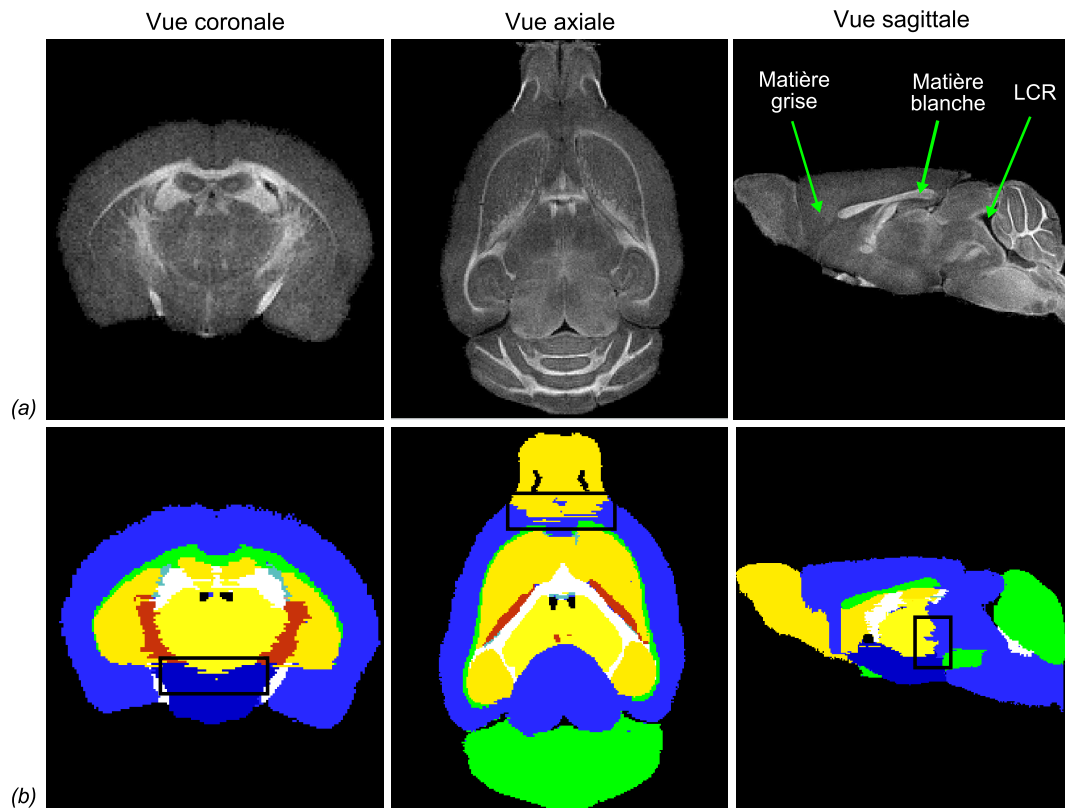 Vue coronale
Vue axiale
Vue sagittale
Matière
grise
Matière
blanche
LCR
(a)
(b)